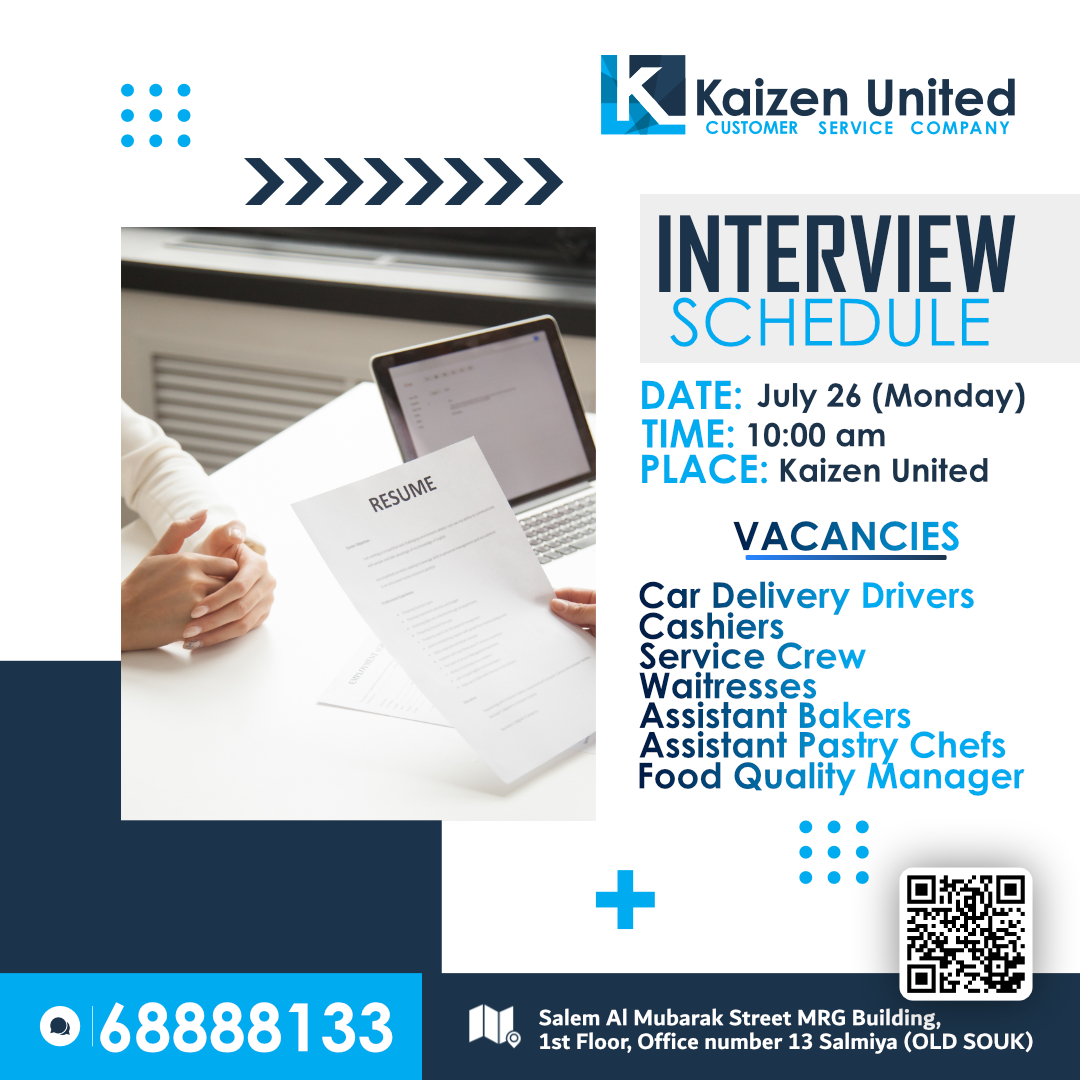 K
Kaizen United
CUSTOMER SERVICE COMPANY
INTERVIEW
SCHEDULE
DATE: July 26 (Monday)
TIME: 10:00 am
PLACE: Kaizen United
RESUME
VACANCIES
Car Delivery Drivers
Cashiers
Service Crew
Waitresses
Assistant Bakers
Assistant Pastry Chefs
Food Quality Manager
68888133
Salem Al Mubarak Street MRG Building,
1st Floor, Office number 13 Salmiya (OLD SOUK)